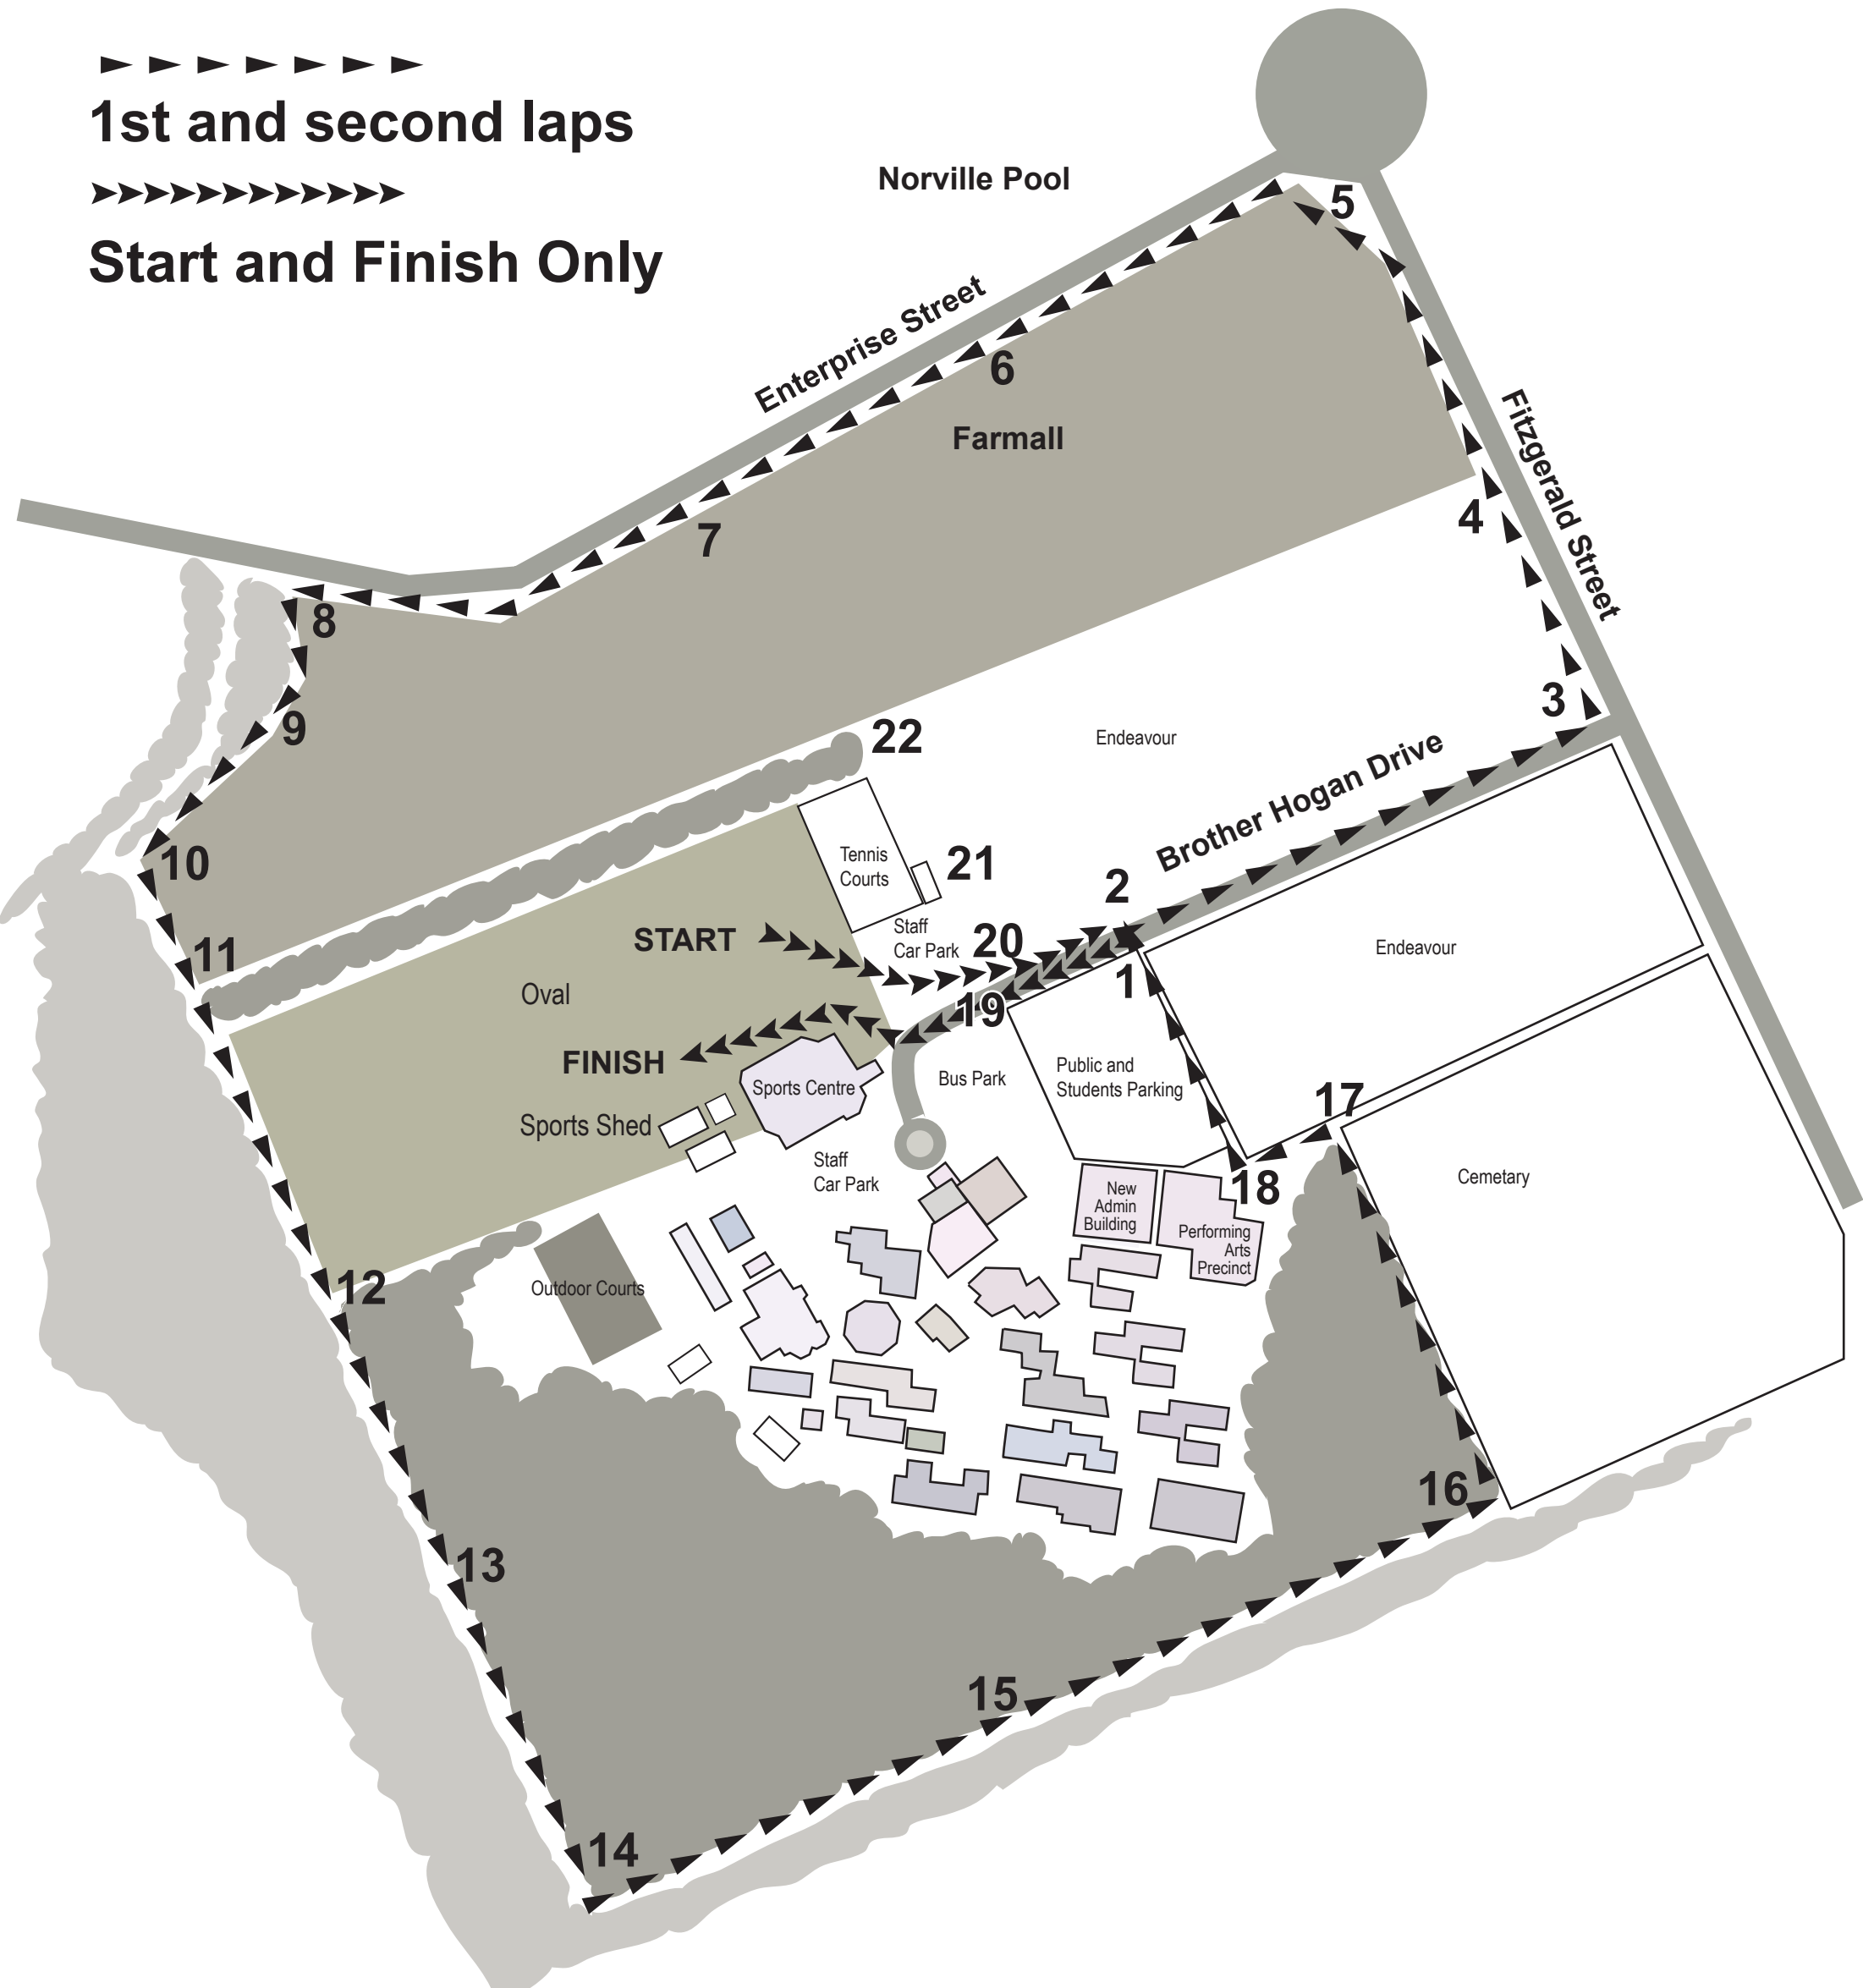 1st and second laps
Start and Finish Only
Norville Pool
5
Enterprise Street
6
Farmall
Fitzgerald Street
7
4
8
3
9
22
Endeavour
Brother Hogan Drive
10
Tennis
Courts
21
2
START
Staff
Car Park
20
11
Endeavour
1
Oval
19
FINISH
Bus Park
Public and
Students Parking
Sports Centre
17
Sports Shed
Staff
Car Park
18
Cemetary
New
Admin
Building
Performing
Arts
Precinct
12
Outdoor Courts
16
13
15
14